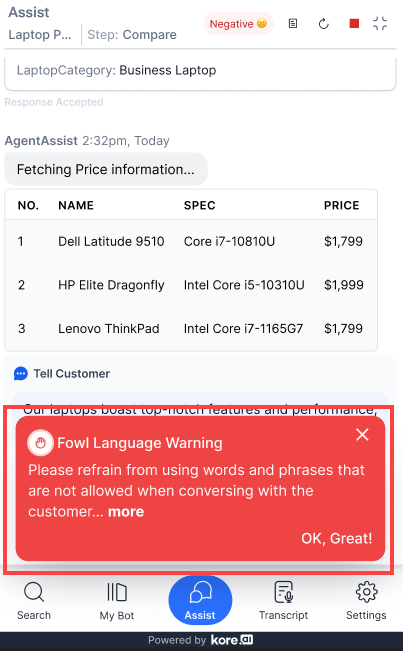 Assist
Laptop P... Step: Compare
Negative
LaptopCategory: Business Laptop
Response Accepted
AgentAssist 2:32pm, Today
Fetching Price information...
NO. NAME SPEC PRICE
1 Dell Latitude 9510 Core i7-10810U $1,799
2 HP Elite Dragonfly Intel Core i5-10310U $1,999
3 Lenovo ThinkPad Intel Core i7-1165G7 $1,799
Tell Customer
Our laptops boast top-notch features and performance,
Fowl Language Warning
Please refrain from using words and phrases that
are not allowed when conversing with the
customer... more
OK, Great!
Search My Bot Assist Transcript Settings
Powered by kore.ai